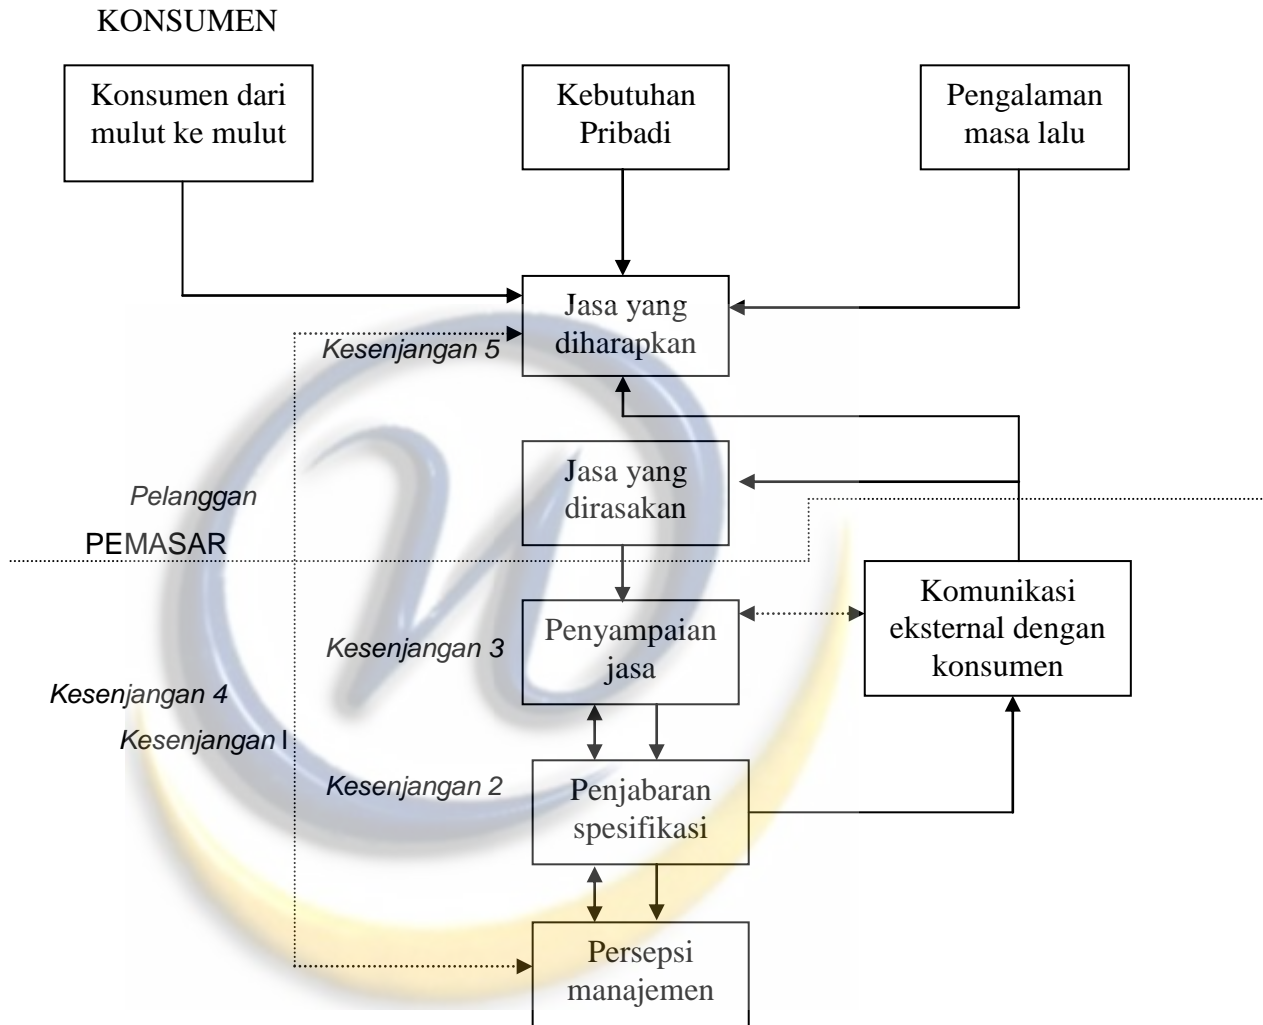 KONSUMEN
Konsumen dari
mulut ke mulut
Kebutuhan
Pribadi
Pengalaman
masa lalu
Jasa yang
diharapkan
Kesenjangan 5
Jasa yang
dirasakan
Pelanggan
PEMASAR
Komunikasi
eksternal dengan
konsumen
Penyampaian
jasa
Kesenjangan 3
Kesenjangan 4
Kesenjangan I
Kesenjangan 2
Penjabaran
spesifikasi
Persepsi
manajemen